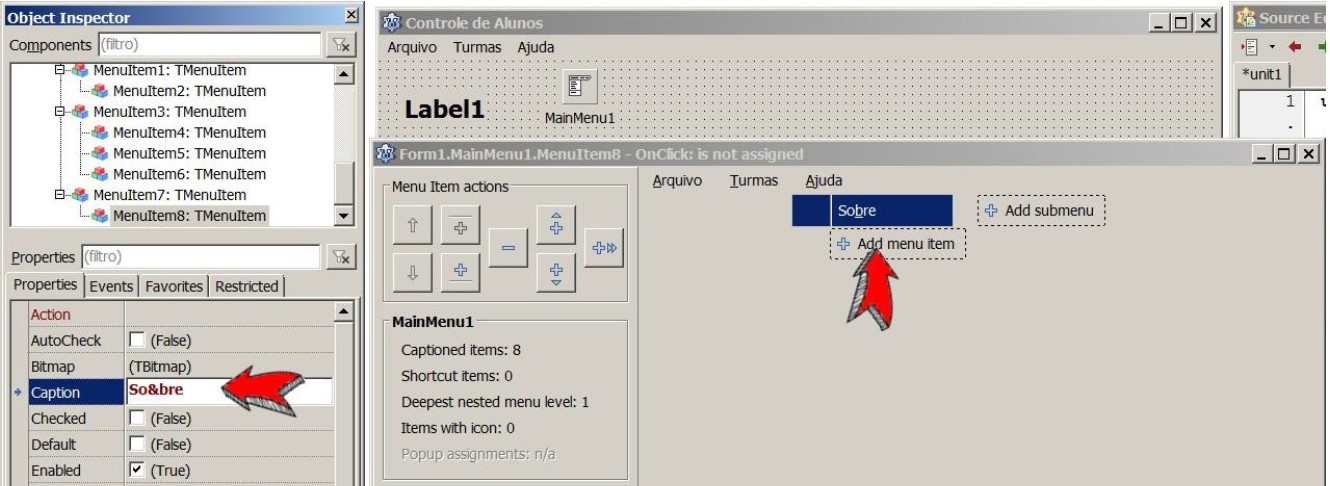 Object Inspector
Components (filtro)
MenuItem1: TMenuItem
MenuItem2: TMenuItem
MenuItem3: TMenuItem
MenuItem4: TMenuItem
MenuItem5: TMenuItem
MenuItem6: TMenuItem
MenuItem7: TMenuItem
MenuItem8: TMenuItem
Properties (filtro)
Properties Events Favorites Restricted
Action
AutoCheck (False)
Bitmap (TBitmap)
Caption So&bre
Checked (False)
Default (False)
Enabled (True)
Controle de Alunos
Arquivo Turmas Ajuda
Label1
MainMenu1
Form1.MainMenu1.MenuItem8 - OnClick: is not assigned
Menu Item actions
MainMenu1
Captioned items: 8
Shortcut items: 0
Deepest nested menu level: 1
Items with icon: 0
Popup assignments: n/a
Arquivo Turmas Ajuda
Sobre Add submenu
Add menu item
Source
*unit1
1